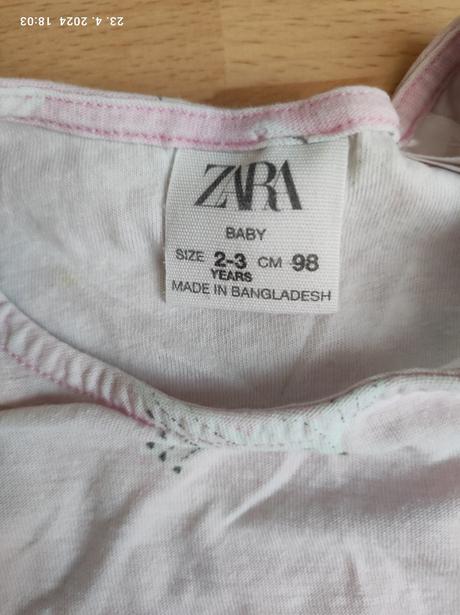 23. 4. 2024 18:03
ZARA
BABY
SIZE 2-3 CM 98
YEARS
MADE IN BANGLADESH